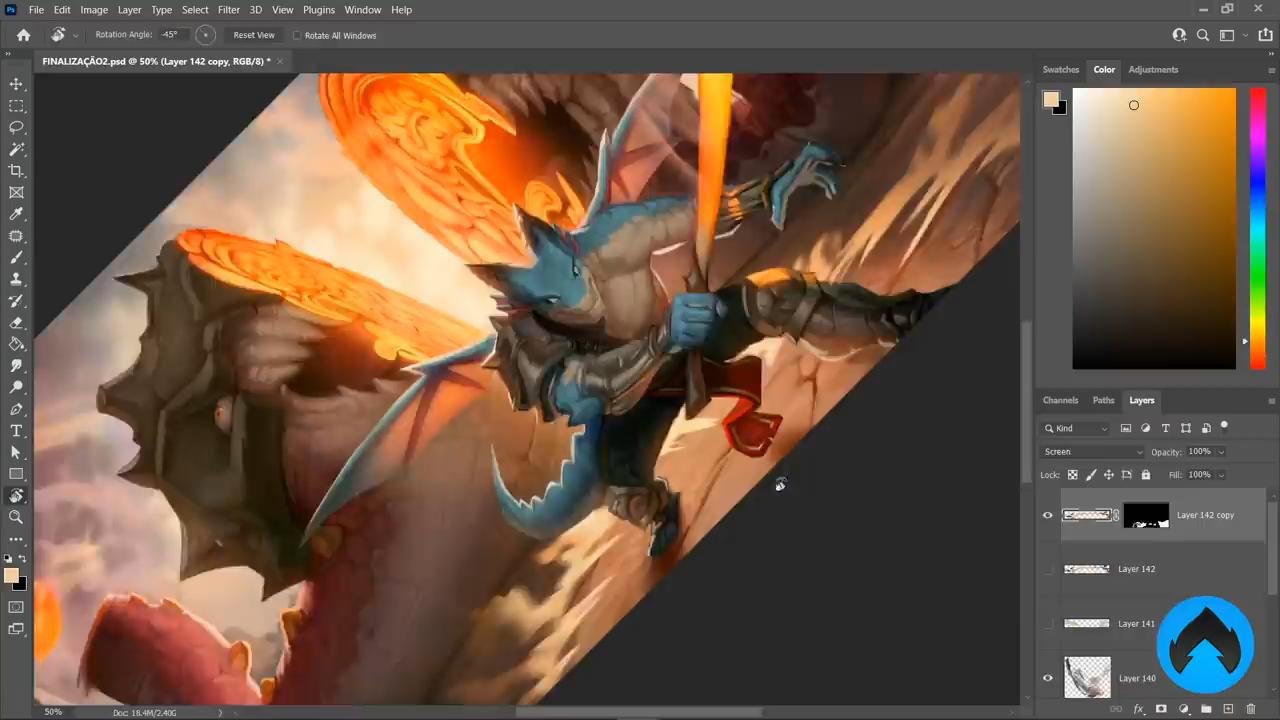 Ps File Edit Image Layer Type Select Filter 3D View Plugins Window Help
Rotation Angle: -45° Reset View Rotate All Windows
FINALIZAÇÃO2.psd @ 50% (Layer 142 copy, RGB/8) * ×
Swatches Color Adjustments
Channels Paths Layers
Kind
Screen Opacity: 100%
Lock: Fill: 100%
Layer 142 copy
Layer 142
Layer 141
Layer 140
50% Doc: 16.4M/2.40G